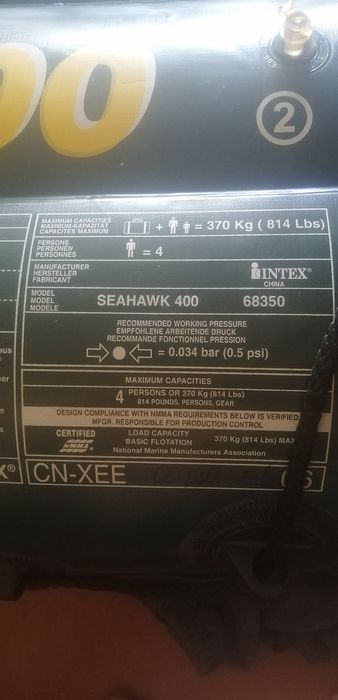 00
2
MAXIMUM CAPACITIES
MAXIMUM-KAPAZITAT
CAPACITES MAXIMUM
+ = 370 Kg ( 814 Lbs)
PERSONS
PERSONEN
PERSONNES
= 4
MANUFACTURER
HERSTELLER
FABRICANT
INTEX®
CHINA
MODEL
MODEL
MODELE
SEAHAWK 400 68350
RECOMMENDED WORKING PRESSURE
EMPFOHLENE ARBEITENDE DRUCK
RECOMMANDE FONCTIONNEL PRESSION
= 0.034 bar (0.5 psi)
aus
MAXIMUM CAPACITIES
4 PERSONS OR 370 Kg (814 Lbs)
814 POUNDS, PERSONS, GEAR
DESIGN COMPLIANCE WITH NMMA REQUIREMENTS BELOW IS VERIFIED.
MFGR. RESPONSIBLE FOR PRODUCTION CONTROL
CERTIFIED
NMMA
LOAD CAPACITY
BASIC FLOTATION
370 Kg (814 Lbs) MAX
National Marine Manufacturers Association
X® CN-XEE